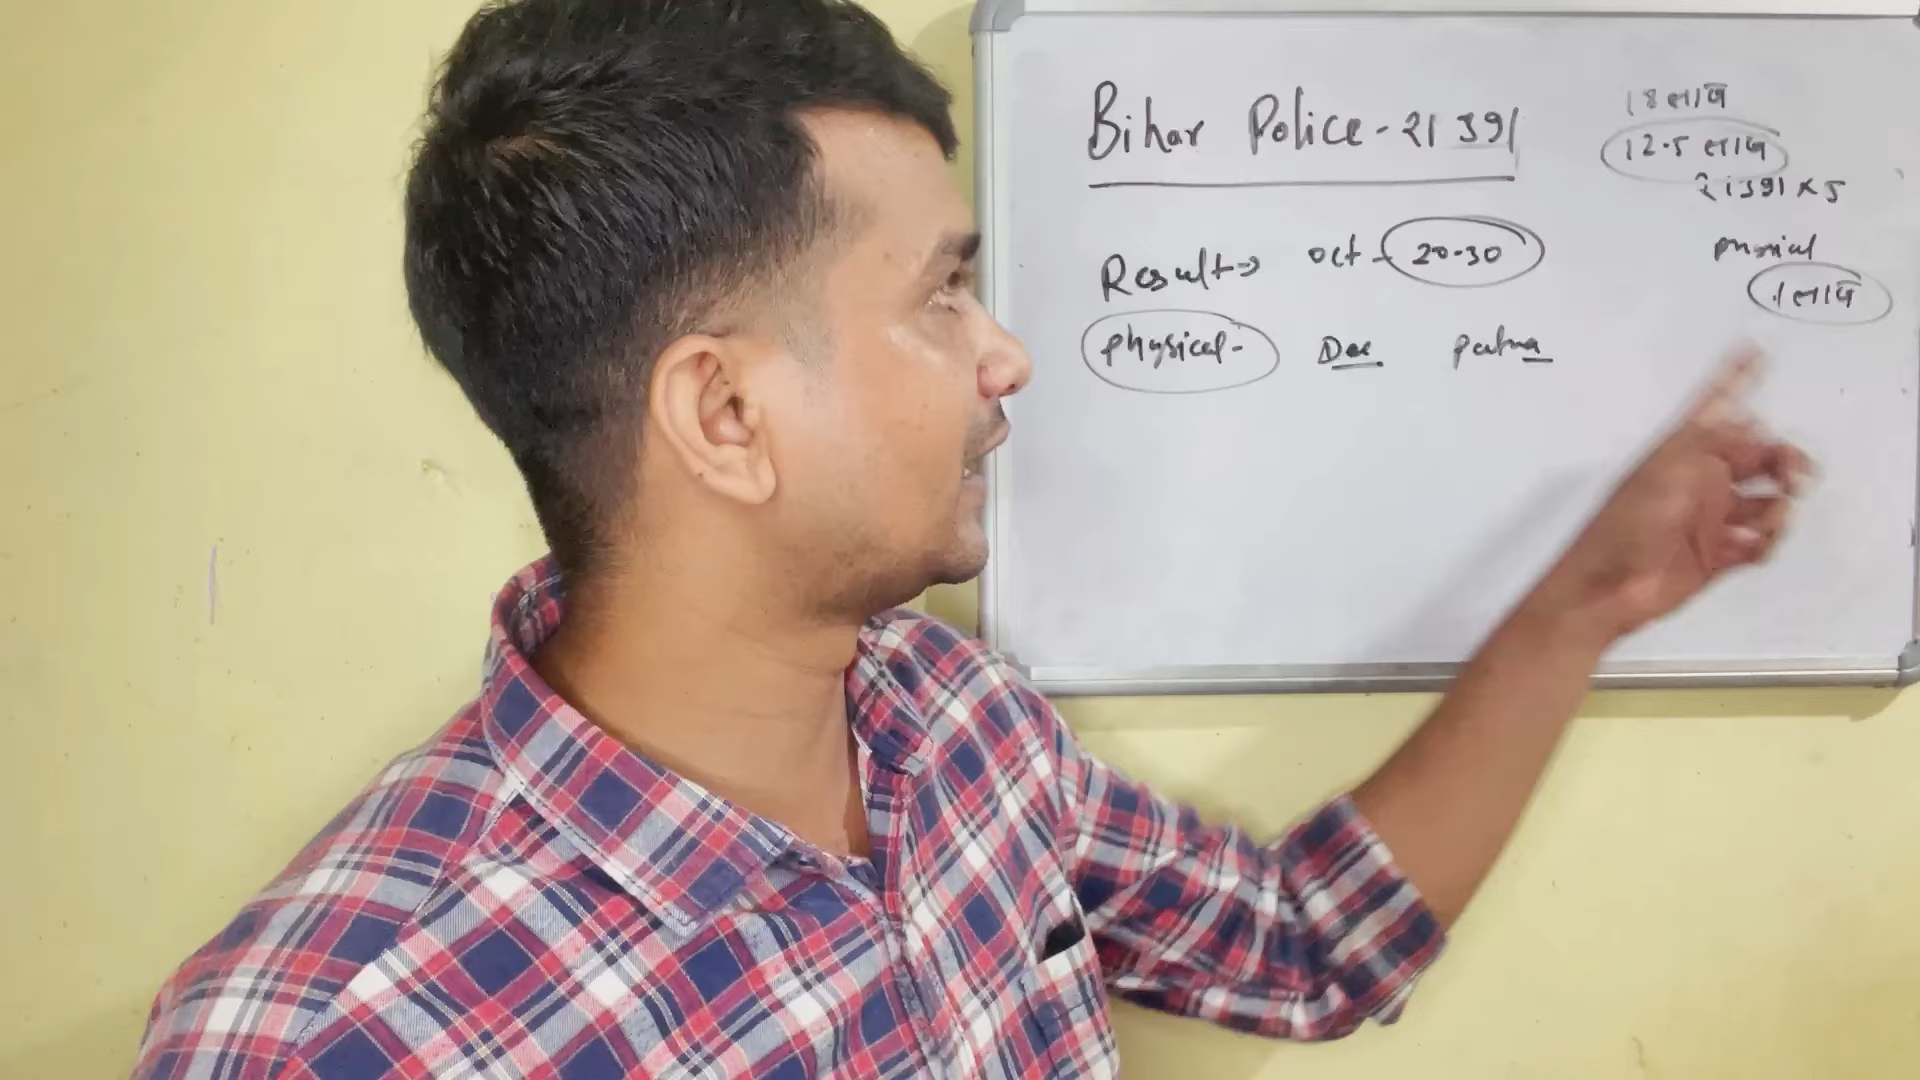 Bihar Police - 21391
Result → oct - 20-30
physical - Dec Patna
18 लाख
12.5 लाख
21391 x 5
physical
1 लाख